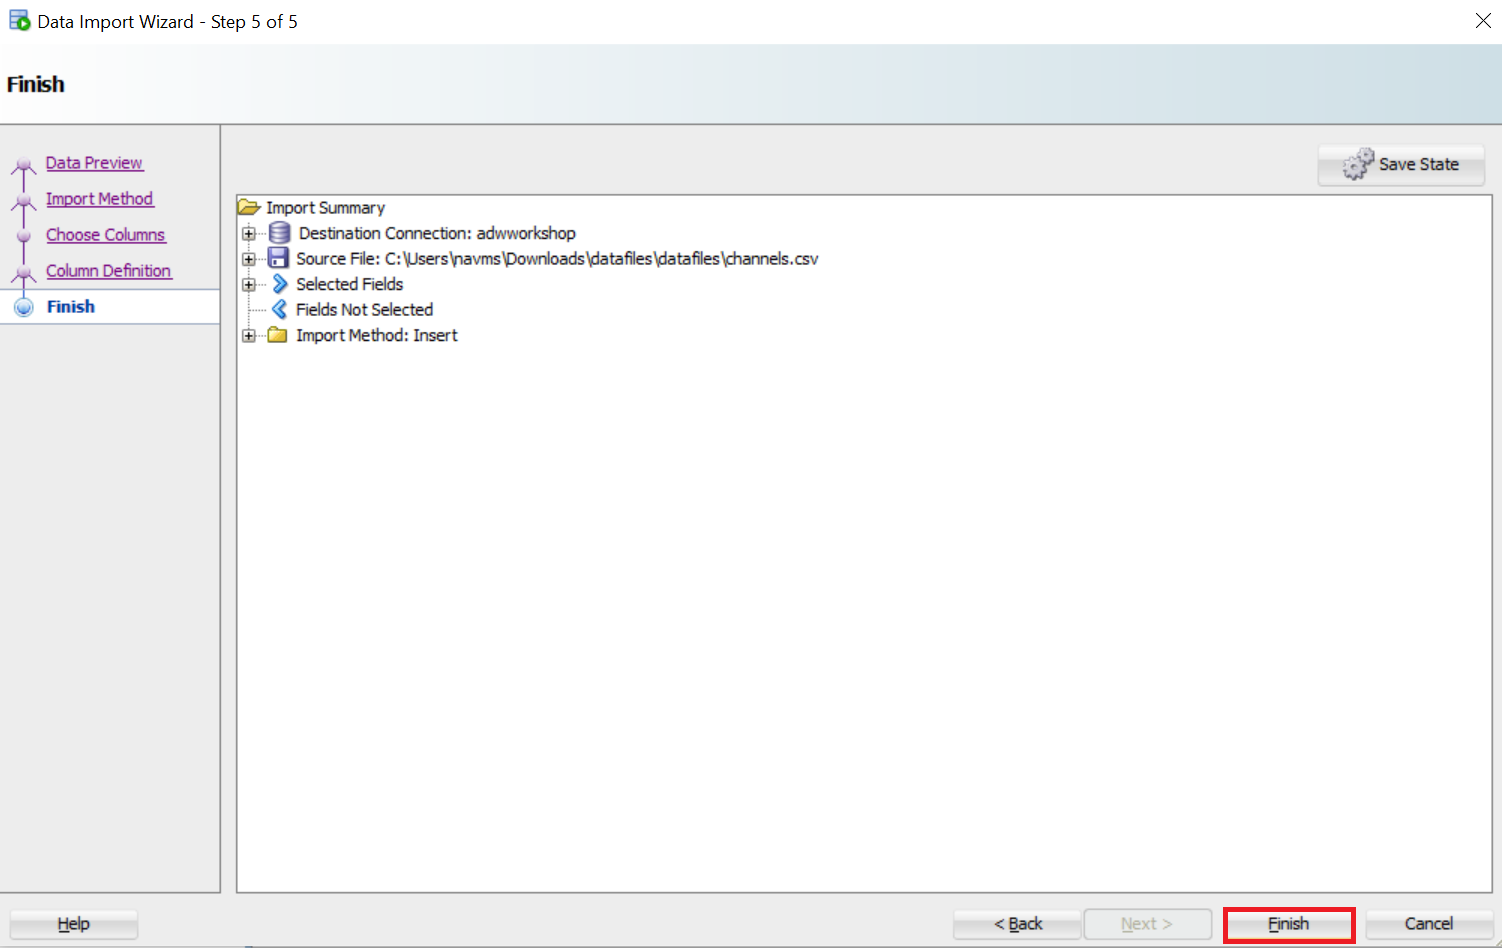 Data Import Wizard - Step 5 of 5
Finish
Data Preview
Import Method
Choose Columns
Column Definition
Finish
Save State
Import Summary
Destination Connection: adwworkshop
Source File: C:\Users\navms\Downloads\datafiles\datafiles\channels.csv
Selected Fields
Fields Not Selected
Import Method: Insert
Help
< Back
Next >
Finish
Cancel